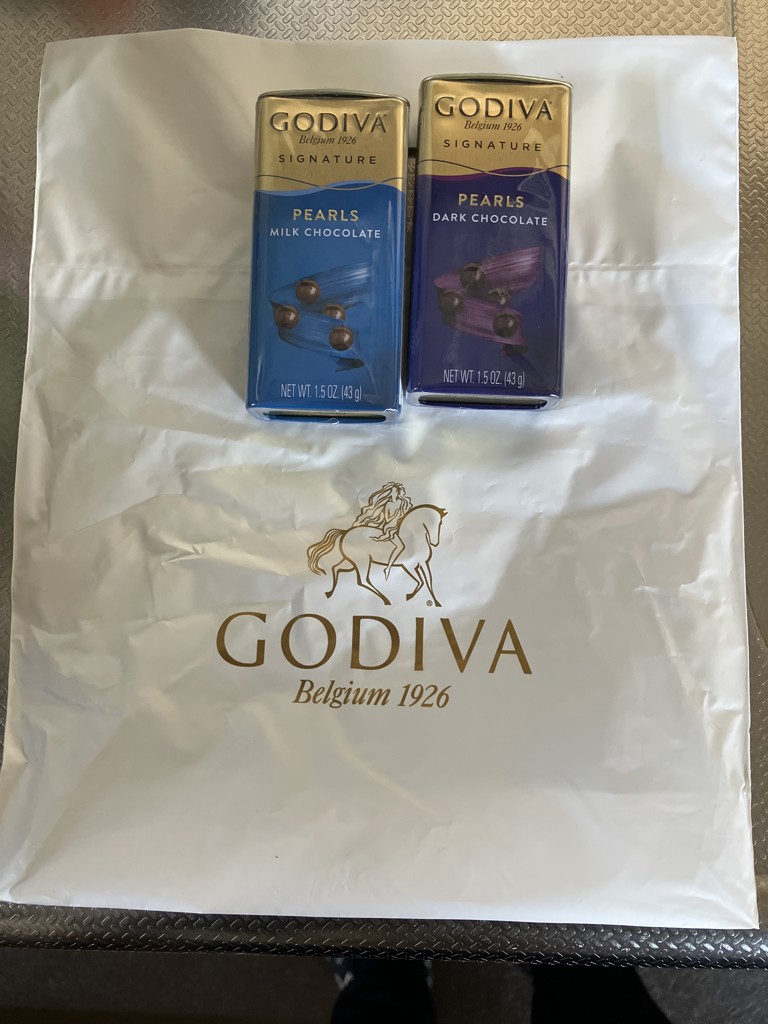 GODIVA
Belgium 1926
SIGNATURE
PEARLS
MILK CHOCOLATE
NET WT. 1.5 OZ. (43 g)
GODIVA
Belgium 1926
SIGNATURE
PEARLS
DARK CHOCOLATE
NET WT. 1.5 OZ. (43 g)
®
GODIVA
Belgium 1926